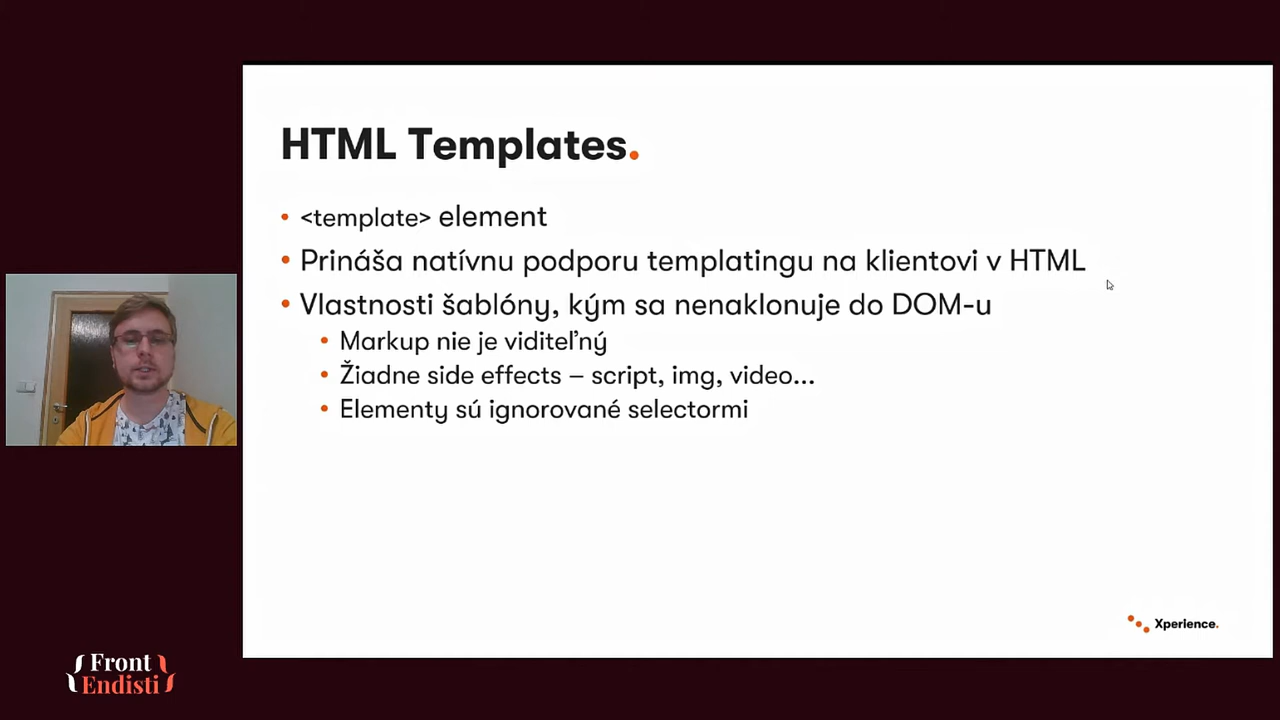 HTML Templates.
<template> element
Prináša natívnu podporu templatingu na klientovi v HTML
Vlastnosti šablóny, kým sa nenaklonuje do DOM-u
Markup nie je viditeľný
Žiadne side effects – script, img, video...
Elementy sú ignorované selectormi
Xperience.
{Front
Endisti}